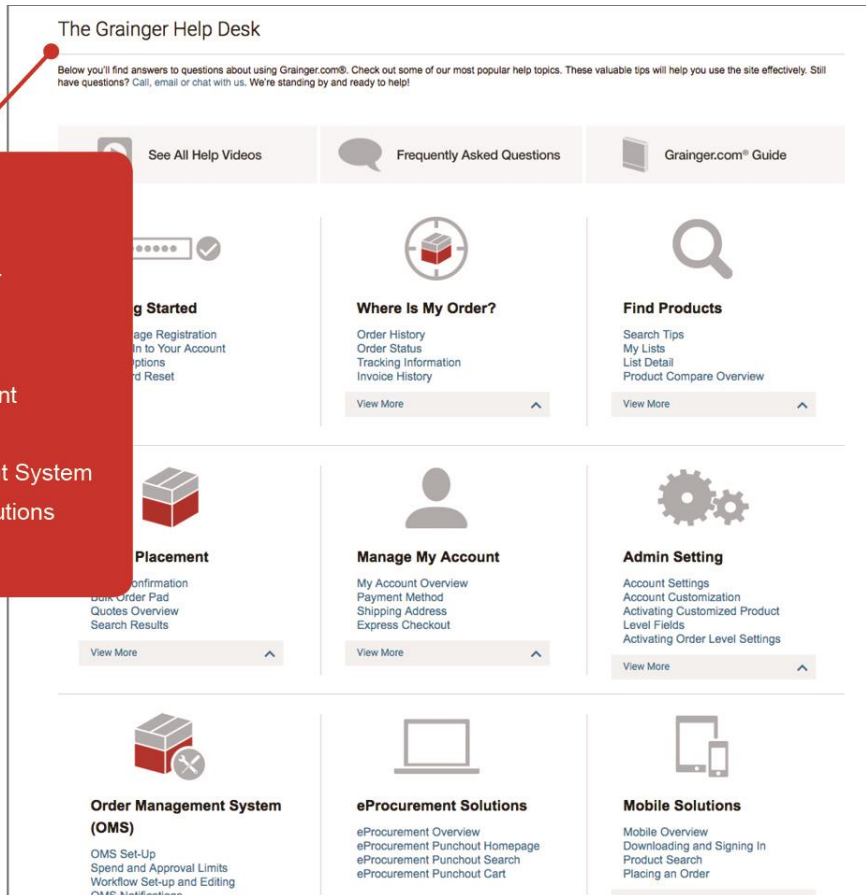 The Grainger Help Desk
Below you'll find answers to questions about using Grainger.com®. Check out some of our most popular help topics. These valuable tips will help you use the site effectively. Still
have questions? Call, email or chat with us. We're standing by and ready to help!
See All Help Videos
Frequently Asked Questions
Grainger.com® Guide
nt
t System
utions
g Started
age Registration
In to Your Account
ptions
rd Reset
Where Is My Order?
Order History
Order Status
Tracking Information
Invoice History
View More
Find Products
Search Tips
My Lists
List Detail
Product Compare Overview
View More
Placement
onfirmation
Bulk Order Pad
Quotes Overview
Search Results
View More
Manage My Account
My Account Overview
Payment Method
Shipping Address
Express Checkout
View More
Admin Setting
Account Settings
Account Customization
Activating Customized Product
Level Fields
Activating Order Level Settings
View More
Order Management System
(OMS)
OMS Set-Up
Spend and Approval Limits
Workflow Set-up and Editing
OMS Notifications
eProcurement Solutions
eProcurement Overview
eProcurement Punchout Homepage
eProcurement Punchout Search
eProcurement Punchout Cart
Mobile Solutions
Mobile Overview
Downloading and Signing In
Product Search
Placing an Order